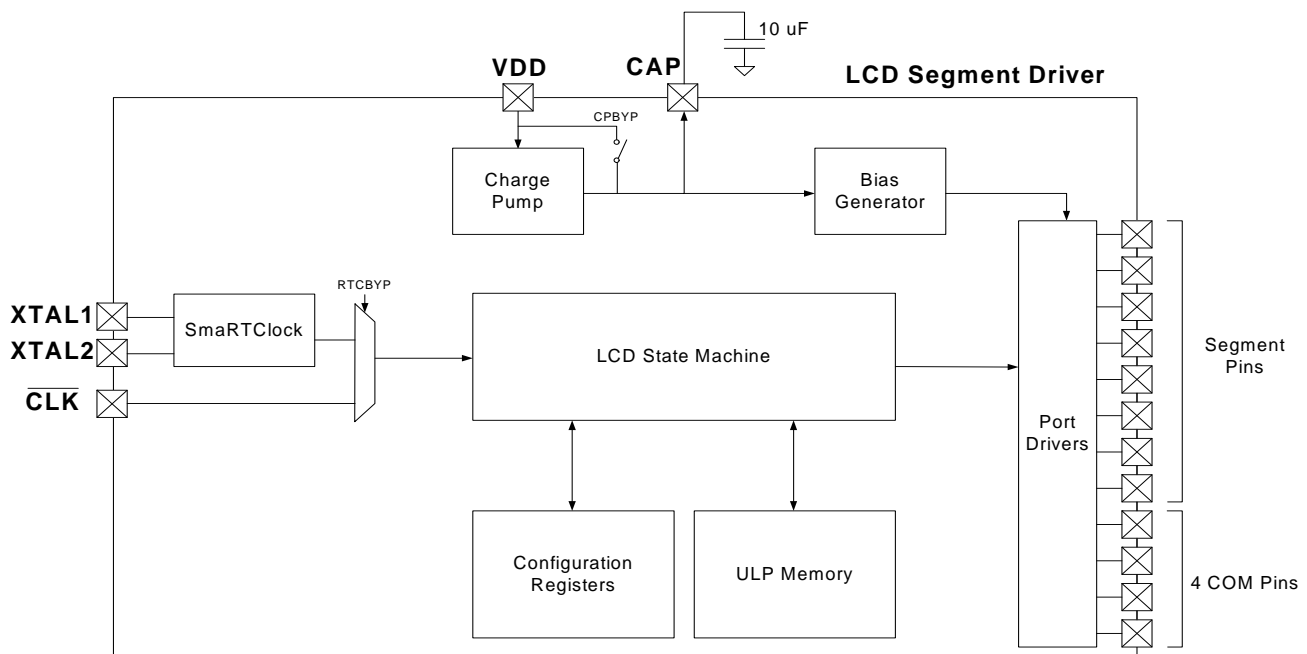 10 uF
VDD
CAP
LCD Segment Driver
CPBYP
Charge
Pump
Bias
Generator
XTAL1
XTAL2
CLK
SmaRTClock
RTCBYP
LCD State Machine
Port
Drivers
Segment
Pins
Configuration
Registers
ULP Memory
4 COM Pins